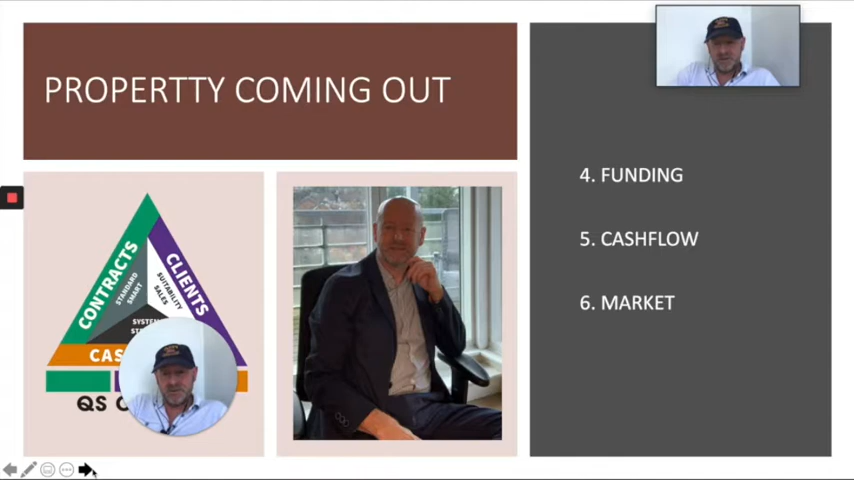 PROPERTTY COMING OUT
4. FUNDING
5. CASHFLOW
6. MARKET
CONTRACTS
STANDARD
SMART
CLIENTS
SUITABILITY
SALES
QS